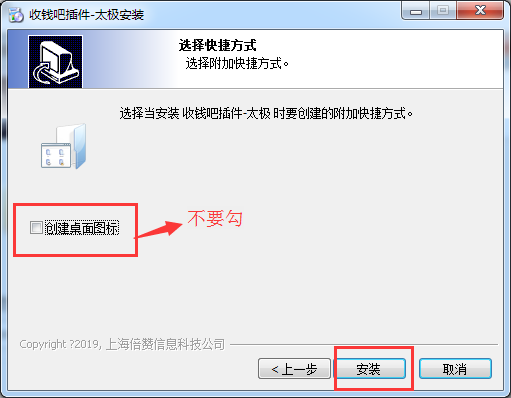 收钱吧插件-太极安装
选择快捷方式
选择附加快捷方式。
选择当安装 收钱吧插件-太极 时要创建的附加快捷方式。
创建桌面图标
不要勾
Copyright ?2019, 上海倍赞信息科技公司
<上一步
安装
取消